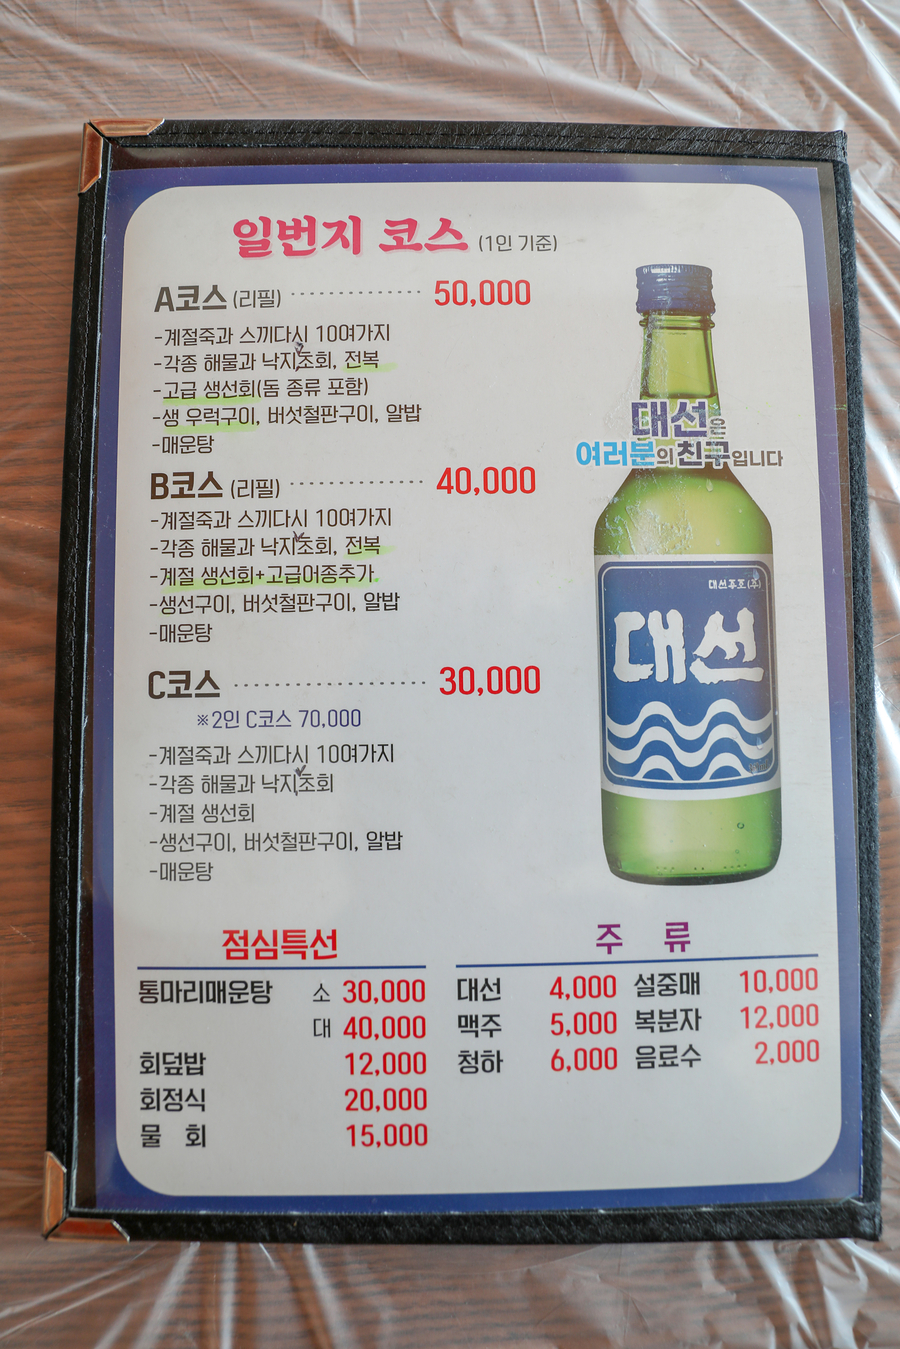 일번지 코스 (1인 기준)
A코스 (리필) 50,000
-계절죽과 스끼다시 10여가지
-각종 해물과 낙지조회, 전복
-고급 생선회(돔 종류 포함)
-생 우럭구이, 버섯철판구이, 알밥
-매운탕
B코스 (리필) 40,000
-계절죽과 스끼다시 10여가지
-각종 해물과 낙지조회, 전복
-계절 생선회+고급어종추가
-생선구이, 버섯철판구이, 알밥
-매운탕
C코스 30,000
※2인 C코스 70,000
-계절죽과 스끼다시 10여가지
-각종 해물과 낙지조회
-계절 생선회
-생선구이, 버섯철판구이, 알밥
-매운탕
대선은
여러분의 친구입니다
대선주조(주)
대선
점심특선
통마리매운탕 소 30,000
대 40,000
회덮밥 12,000
회정식 20,000
물 회 15,000
주 류
대선 4,000 설중매 10,000
맥주 5,000 복분자 12,000
청하 6,000 음료수 2,000